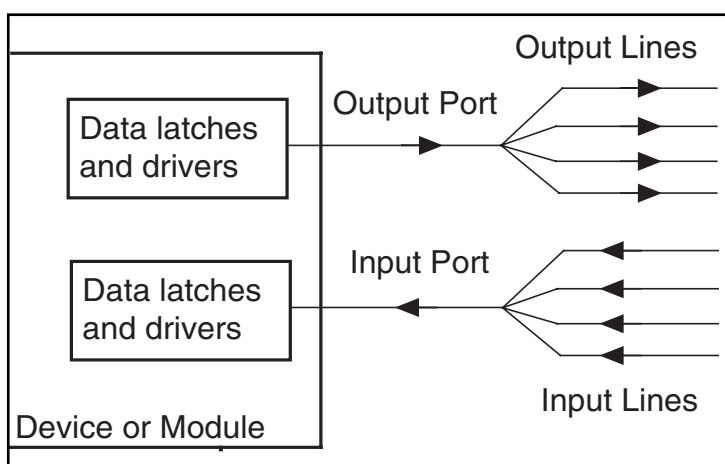 Output Lines
Output Port
Data latches
and drivers
Input Port
Data latches
and drivers
Input Lines
Device or Module